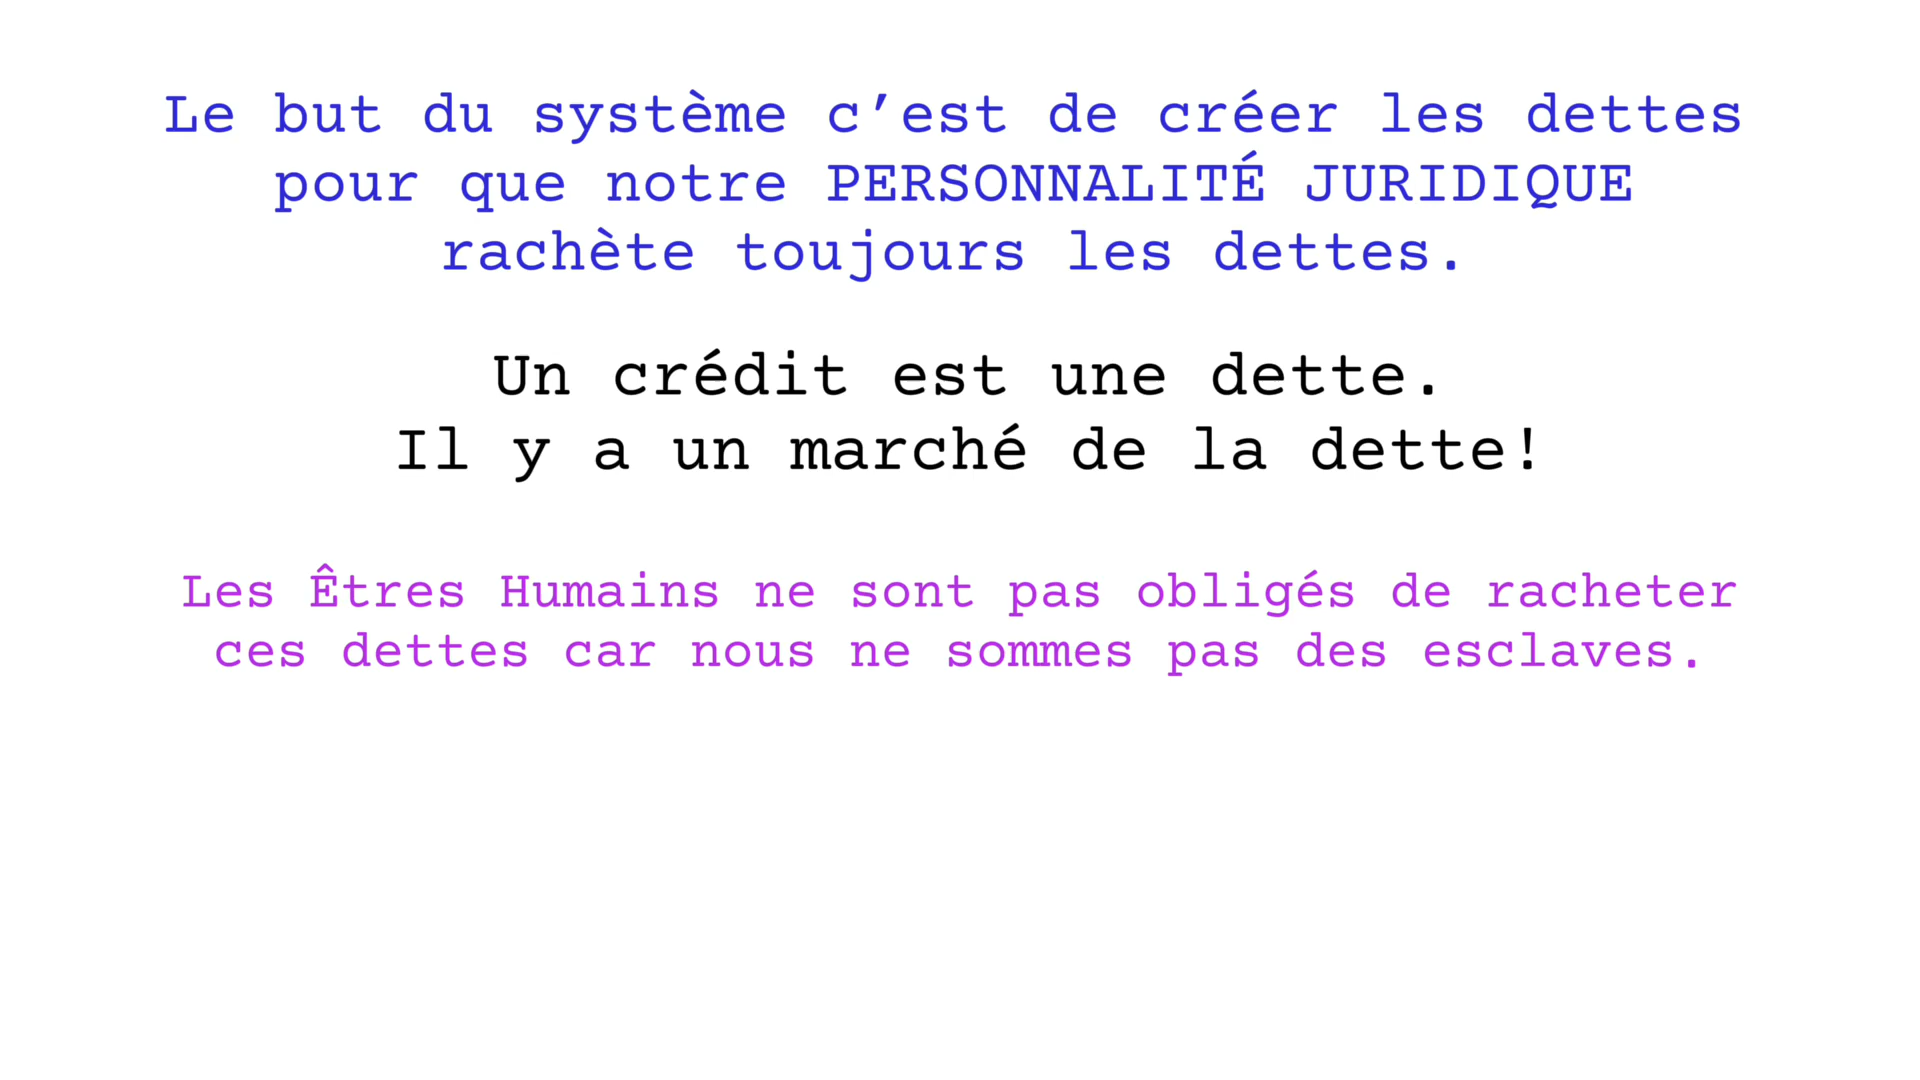 Le but du système c’est de créer les dettes
pour que notre PERSONNALITÉ JURIDIQUE
rachète toujours les dettes.
Un crédit est une dette.
Il y a un marché de la dette!
Les Êtres Humains ne sont pas obligés de racheter
ces dettes car nous ne sommes pas des esclaves.